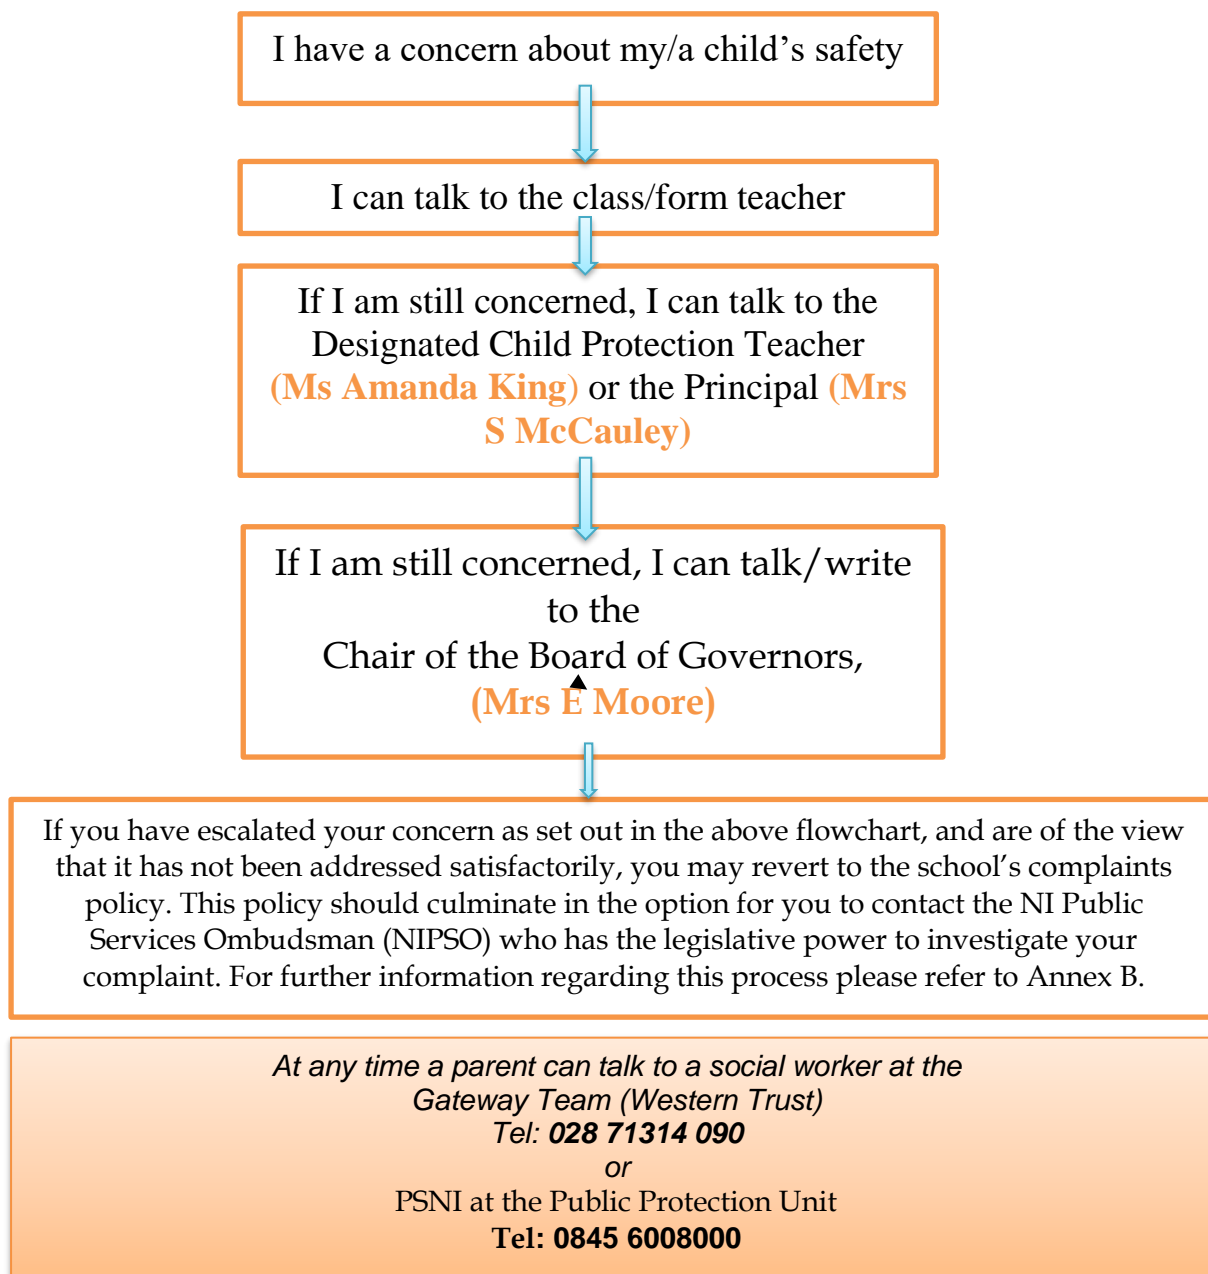 I have a concern about my/a child’s safety
I can talk to the class/form teacher
If I am still concerned, I can talk to the
Designated Child Protection Teacher
(Ms Amanda King) or the Principal (Mrs
S McCauley)
If I am still concerned, I can talk/write
to the
Chair of the Board of Governors,
(Mrs E Moore)
If you have escalated your concern as set out in the above flowchart, and are of the view
that it has not been addressed satisfactorily, you may revert to the school’s complaints
policy. This policy should culminate in the option for you to contact the NI Public
Services Ombudsman (NIPSO) who has the legislative power to investigate your
complaint. For further information regarding this process please refer to Annex B.
At any time a parent can talk to a social worker at the
Gateway Team (Western Trust)
Tel: 028 71314 090
or
PSNI at the Public Protection Unit
Tel: 0845 6008000